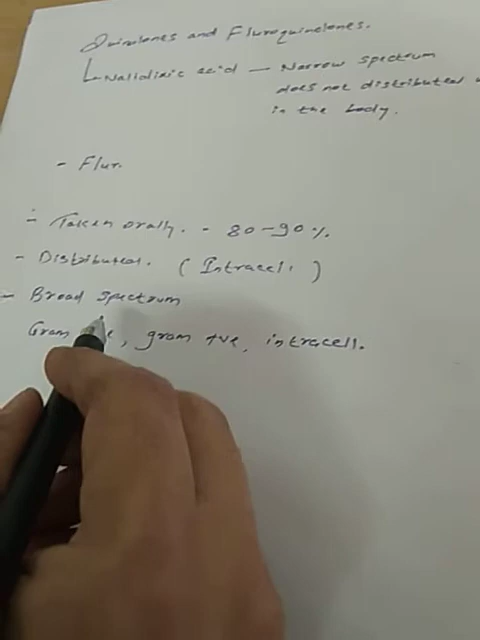 Quinolones and Fluroquinolones.
Nalidixic acid - Narrow spectrum
does not distributed
in the body.
- Flur.
- Taken orally. - 80-90%
- Distributed. (Intracel.)
- Broad spectrum
Gram , gram +ve, intracell.